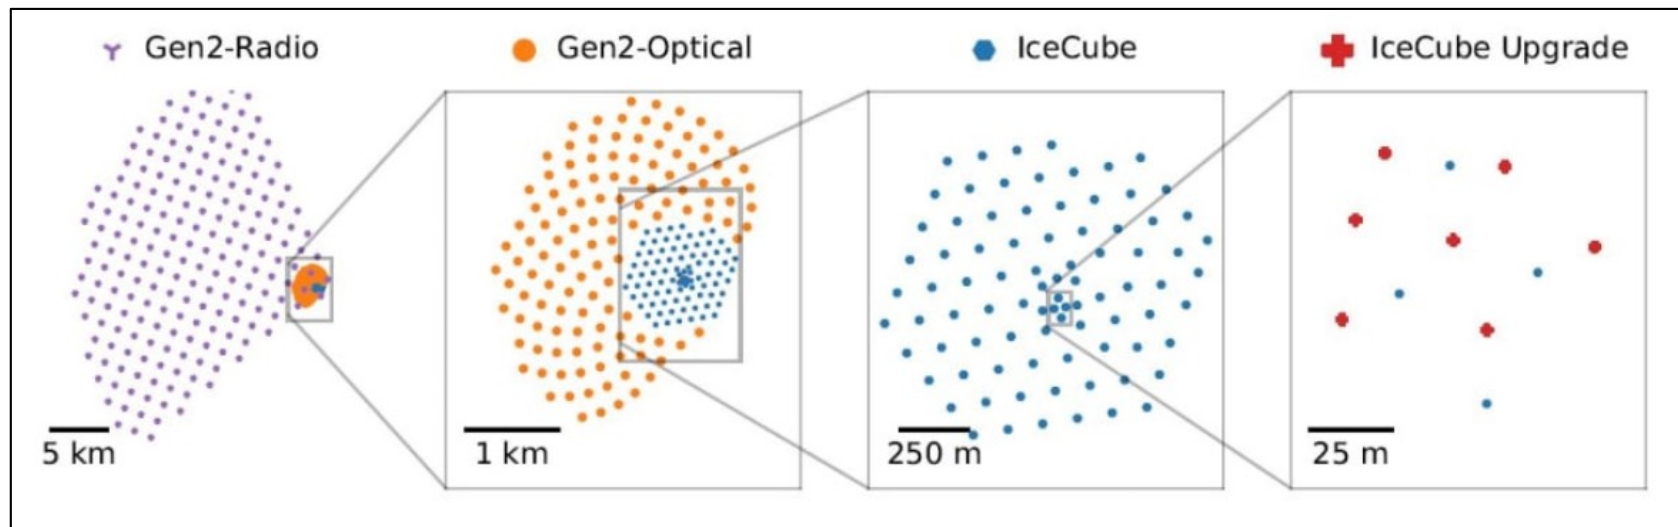 Gen2-Radio
Gen2-Optical
IceCube
IceCube Upgrade
5 km
1 km
250 m
25 m